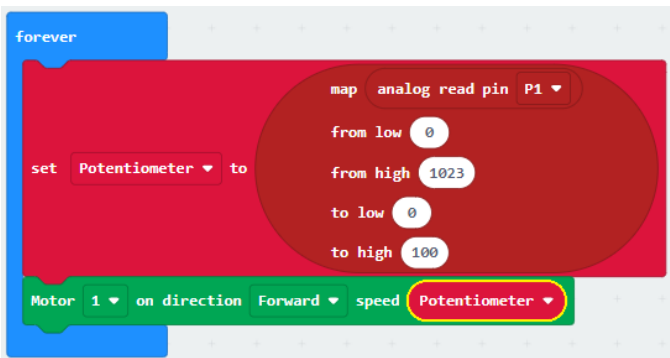 forever
map analog read pin P1
from low 0
set Potentiometer to
from high 1023
to low 0
to high 100
Motor 1 on direction Forward speed Potentiometer